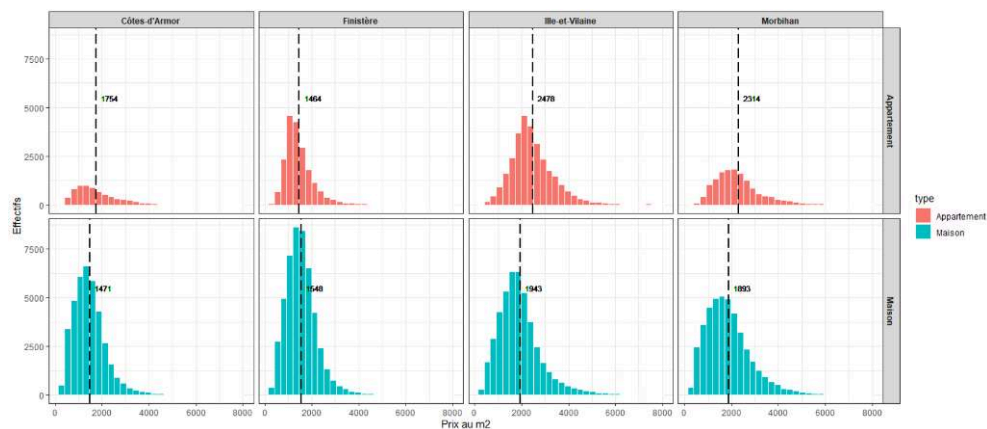 Côtes-d'Armor
Finistère
Ille-et-Vilaine
Morbihan
7500
5000
2500
0
1754
1464
2478
2314
Appartement
Effectifs
7500
5000
2500
0
1471
1548
1943
1893
Maison
0 2000 4000 6000 8000
0 2000 4000 6000 8000
0 2000 4000 6000 8000
0 2000 4000 6000 8000
Prix au m2
type
Appartement
Maison